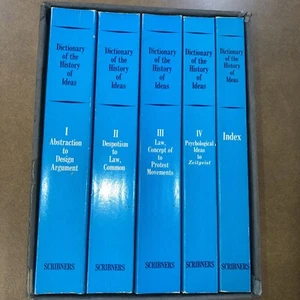 Dictionary
of the
History
of
Ideas
I
Abstraction
to
Design
Argument
SCRIBNERS
Dictionary
of the
History
of
Ideas
II
Despotism
to
Law,
Common
SCRIBNERS
Dictionary
of the
History
of
Ideas
III
Law,
Concept of
to
Protest
Movements
SCRIBNERS
Dictionary
of the
History
of
Ideas
IV
Psychological
Ideas
to
Zeitgeist
SCRIBNERS
Dictionary
of the
History
of
Ideas
Index
SCRIBNERS